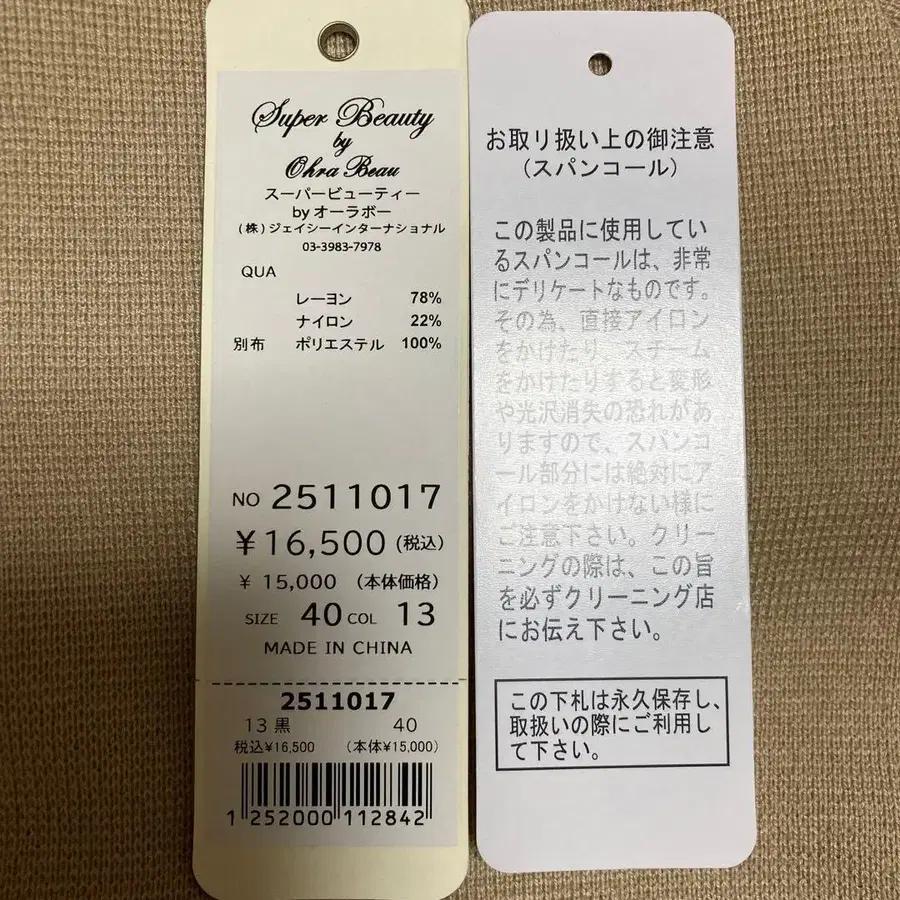 Super Beauty
by
Ohra Beau
スーパービューティー
by オーラボー
(株)ジェイシーインターナショナル
03-3983-7978
QUA
レーヨン 78%
ナイロン 22%
別布 ポリエステル 100%
NO 2511017
¥16,500(税込)
¥ 15,000 (本体価格)
SIZE 40 COL 13
MADE IN CHINA
2511017
13 黒 40
税込¥16,500 (本体¥15,000)
1 252000 112842
お取り扱い上の御注意
(スパンコール)
この製品に使用してい
るスパンコールは、非常
にデリケートなものです。
その為、直接アイロン
をかけたり、スチーム
をかけたりすると変形
や光沢消失の恐れがあ
りますので、スパンコ
ール部分には絶対にア
イロンをかけない様に
ご注意下さい。クリー
ニングの際は、この旨
を必ずクリーニング店
にお伝え下さい。
この下札は永久保存し、
取扱いの際にご利用し
て下さい。